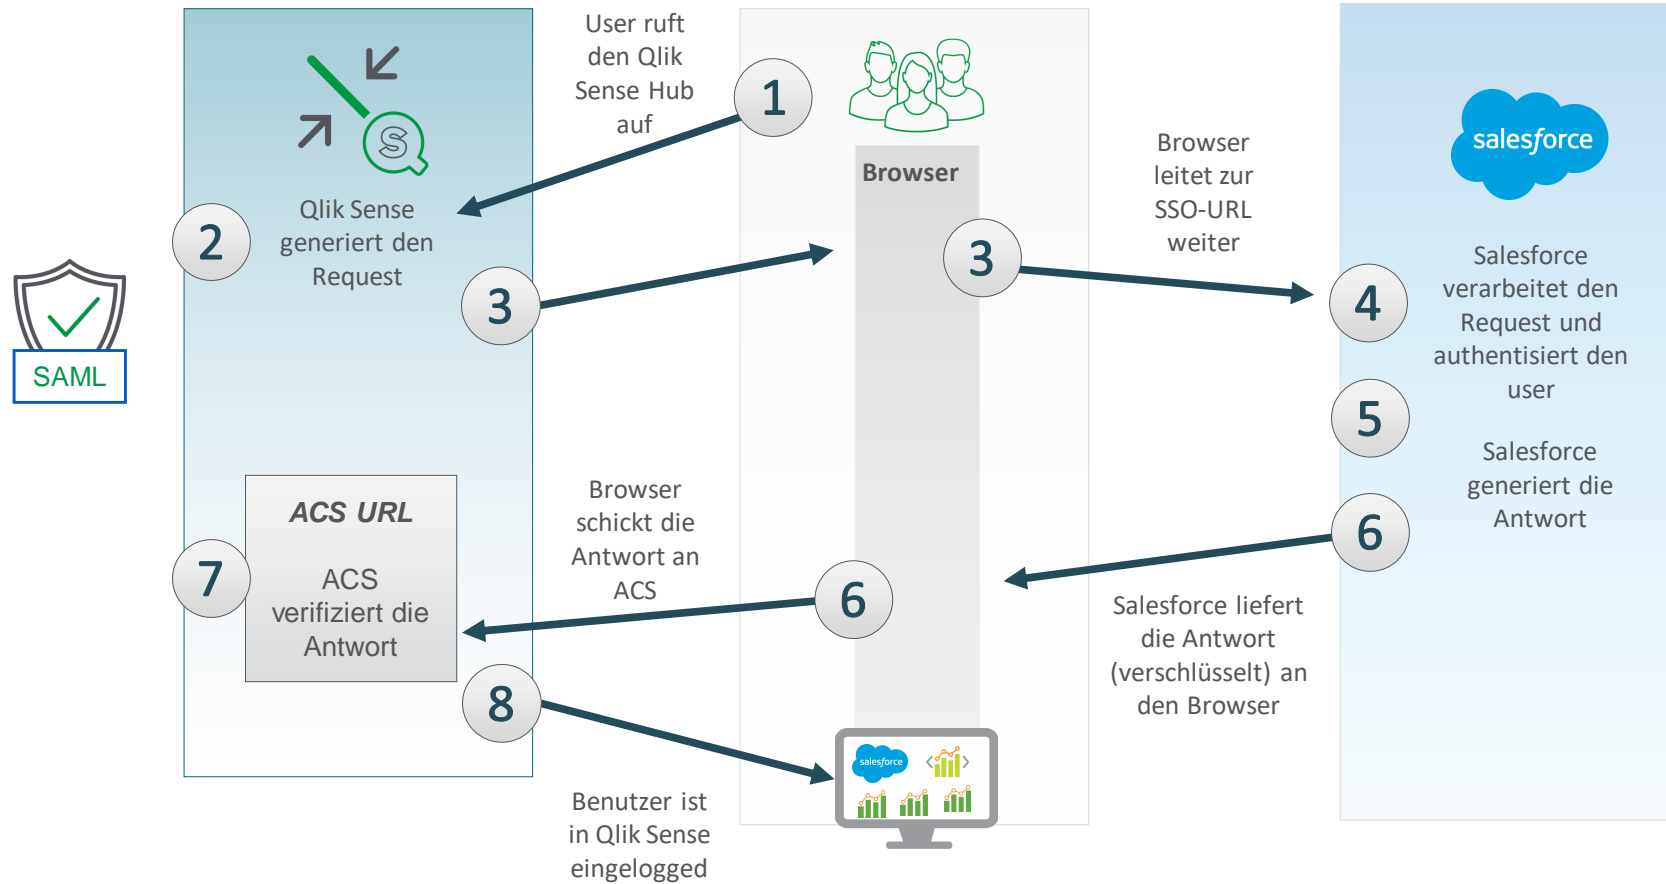 User ruft
den Qlik
Sense Hub
auf
1
S
Qlik Sense
generiert den
Request
2
3
SAML
Browser
3
Browser
leitet zur
SSO-URL
weiter
salesforce
4
Salesforce
verarbeitet den
Request und
authentisiert den
user
5
Salesforce
generiert die
Antwort
6
Salesforce liefert
die Antwort
(verschlüsselt) an
den Browser
6
Browser
schickt die
Antwort an
ACS
ACS URL
7
ACS
verifiziert die
Antwort
8
Benutzer ist
in Qlik Sense
eingelogged
salesforce